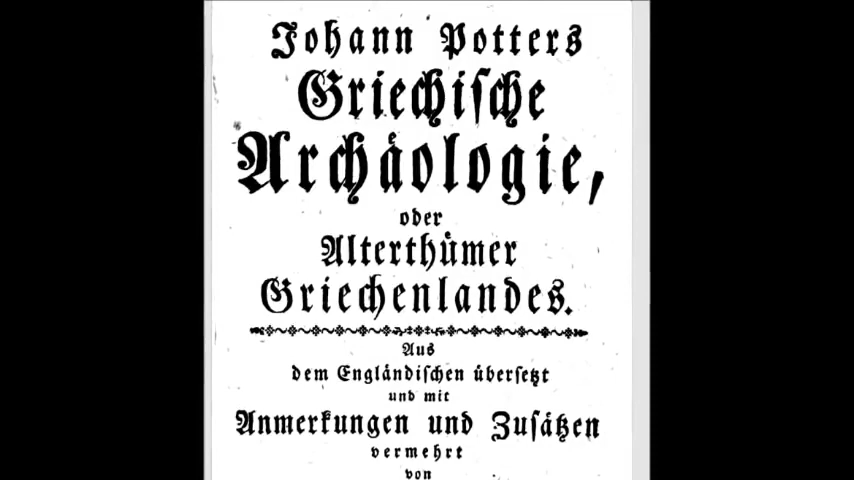 Johann Potters
Griechische
Archäologie,
oder
Alterthümer
Griechenlandes.
Aus
dem Engländischen übersetzt
und mit
Anmerkungen und Zusätzen
vermehrt
von